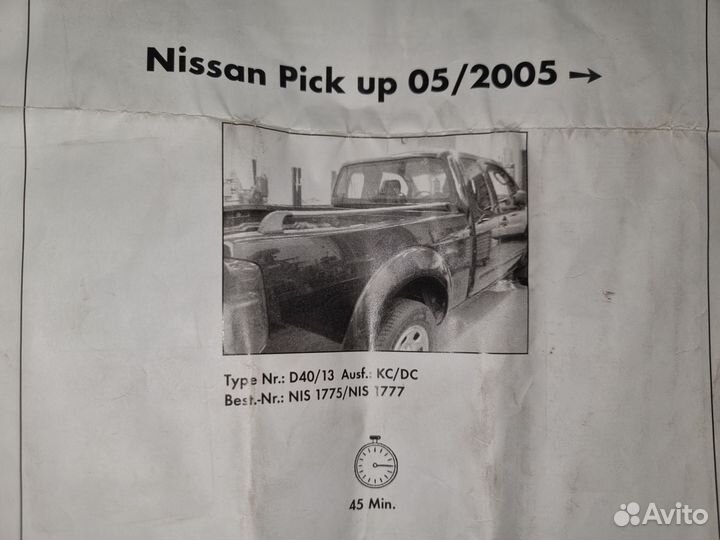 Nissan Pick up 05/2005 →
Type Nr.: D40/13 Ausf.: KC/DC
Best.-Nr.: NIS 1775/NIS 1777
45 Min.
Avito